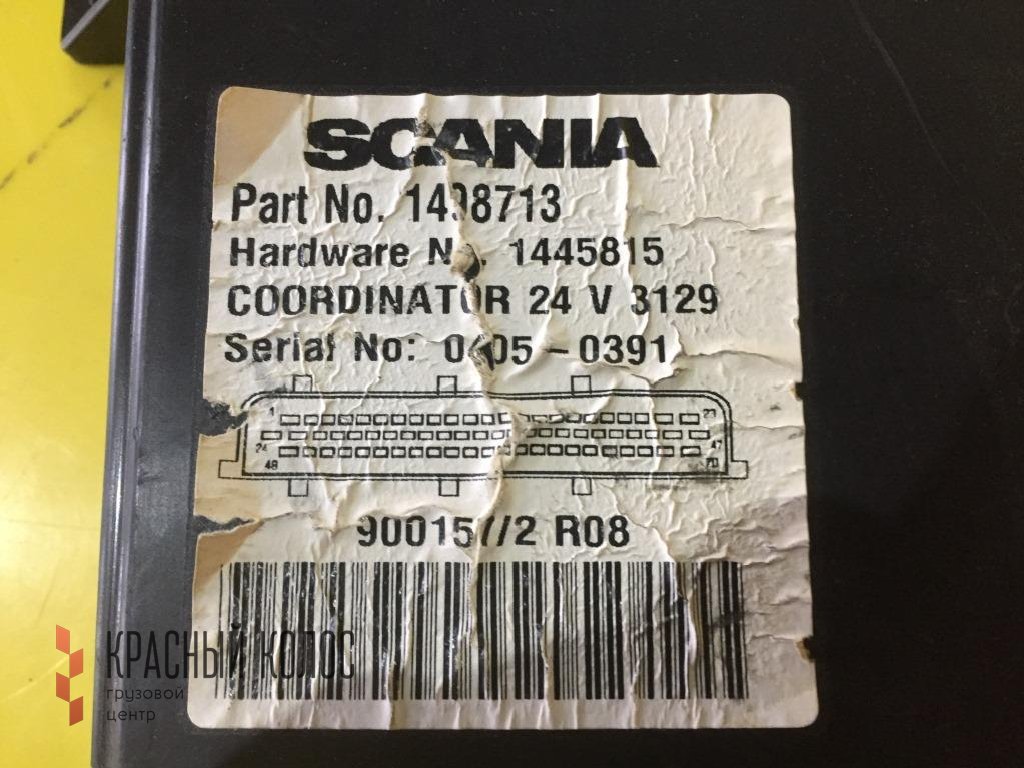 SCANIA
Part No. 1498713
Hardware No. 1445815
COORDINATOR 24 V 3129
Serial No: 0405-0391
1 23
24 47
48 70
900157/2 R08
КРАСНЫЙ КОЛОС
грузовой
центр